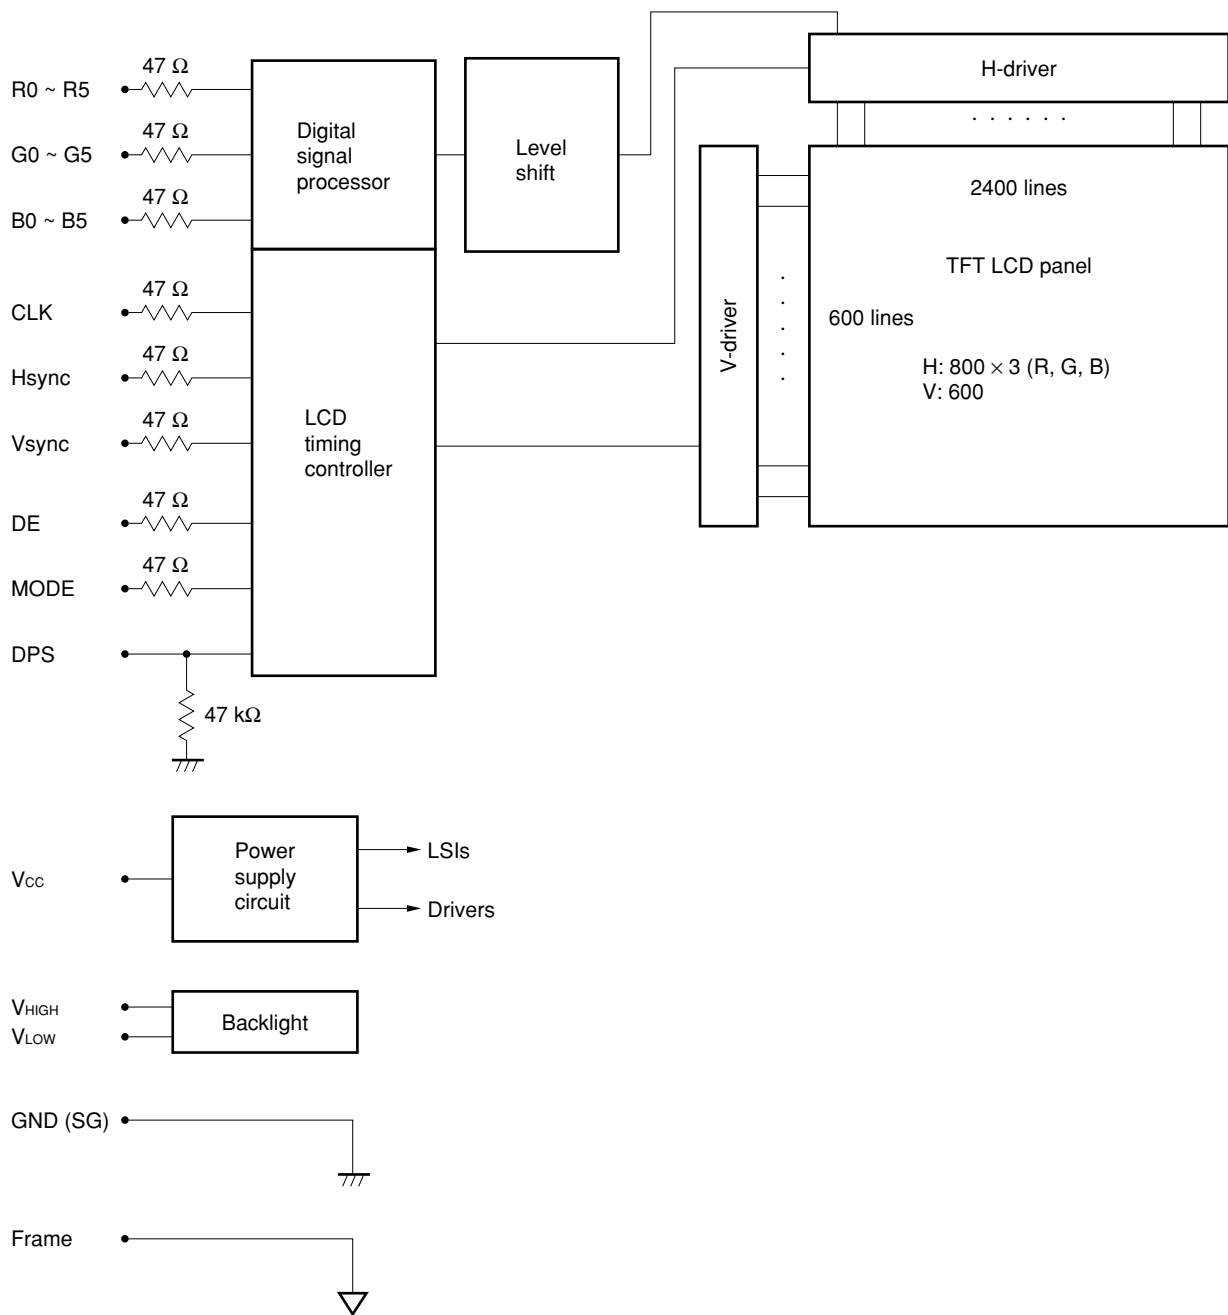 R0 ~ R5
47 Ω
G0 ~ G5
47 Ω
B0 ~ B5
47 Ω
Digital
signal
processor
Level
shift
H-driver
. . . . . .
2400 lines
TFT LCD panel
600 lines
H: 800 × 3 (R, G, B)
V: 600
V-driver
CLK
47 Ω
Hsync
47 Ω
Vsync
47 Ω
DE
47 Ω
MODE
47 Ω
DPS
47 kΩ
LCD
timing
controller
VCC
Power
supply
circuit
LSIs
Drivers
VHIGH
VLOW
Backlight
GND (SG)
Frame